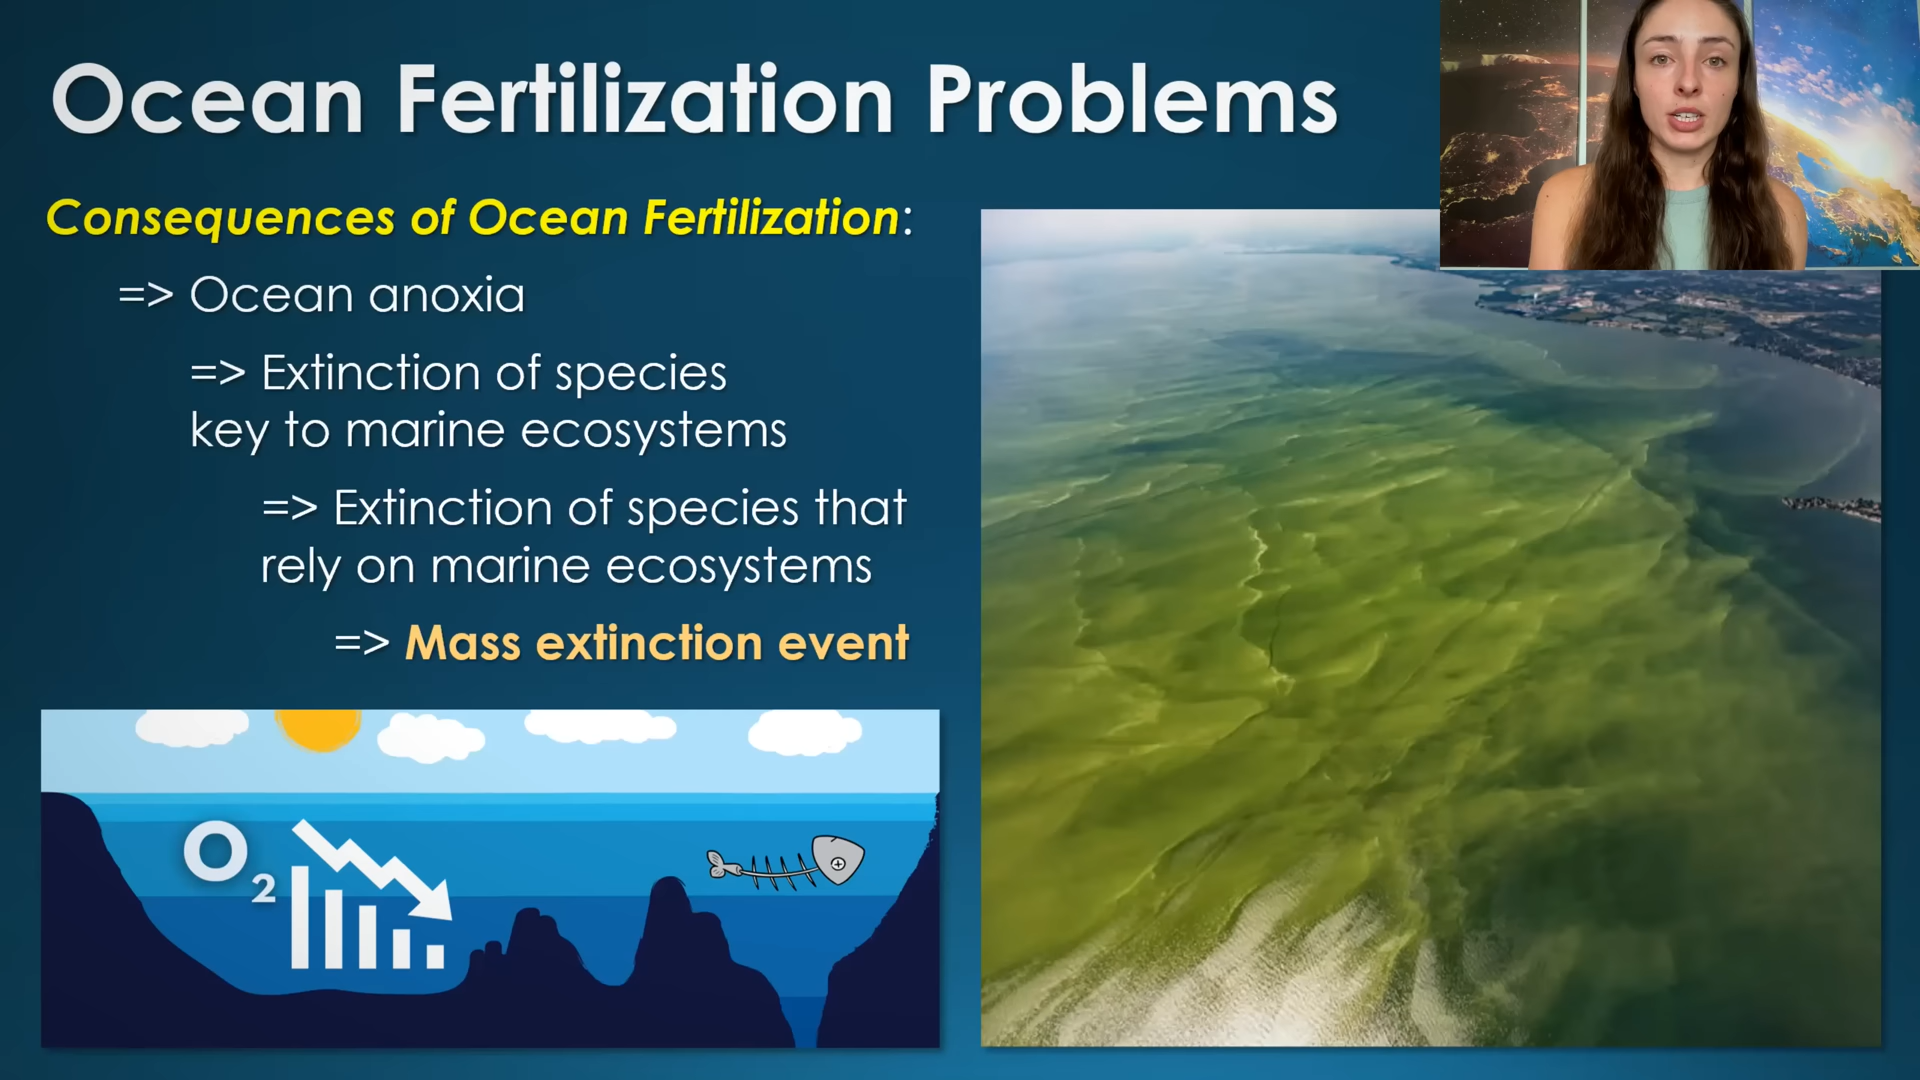 Ocean Fertilization Problems
Consequences of Ocean Fertilization:
=> Ocean anoxia
=> Extinction of species
key to marine ecosystems
=> Extinction of species that
rely on marine ecosystems
=> Mass extinction event
O2